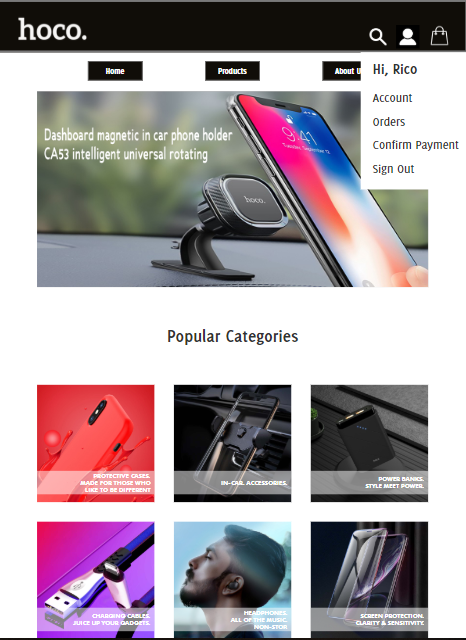 hoco.
Home
Products
About U
Hi, Rico
Account
Orders
Confirm Payment
Sign Out
Dashboard magnetic in car phone holder
CA53 intelligent universal rotating
9:41
Tuesday, September 12
hoco.
Popular Categories
PROTECTIVE CASES.
MADE FOR THOSE WHO
LIKE TO BE DIFFERENT
IN-CAR. ACCESSORIES.
POWER BANKS.
STYLE MEET POWER.
CHARGING CABLES.
JUICE UP YOUR GADGETS.
HEADPHONES.
ALL OF THE MUSIC.
NON-STOP
SCREEN PROTECTION.
CLARITY & SENSITIVITY.